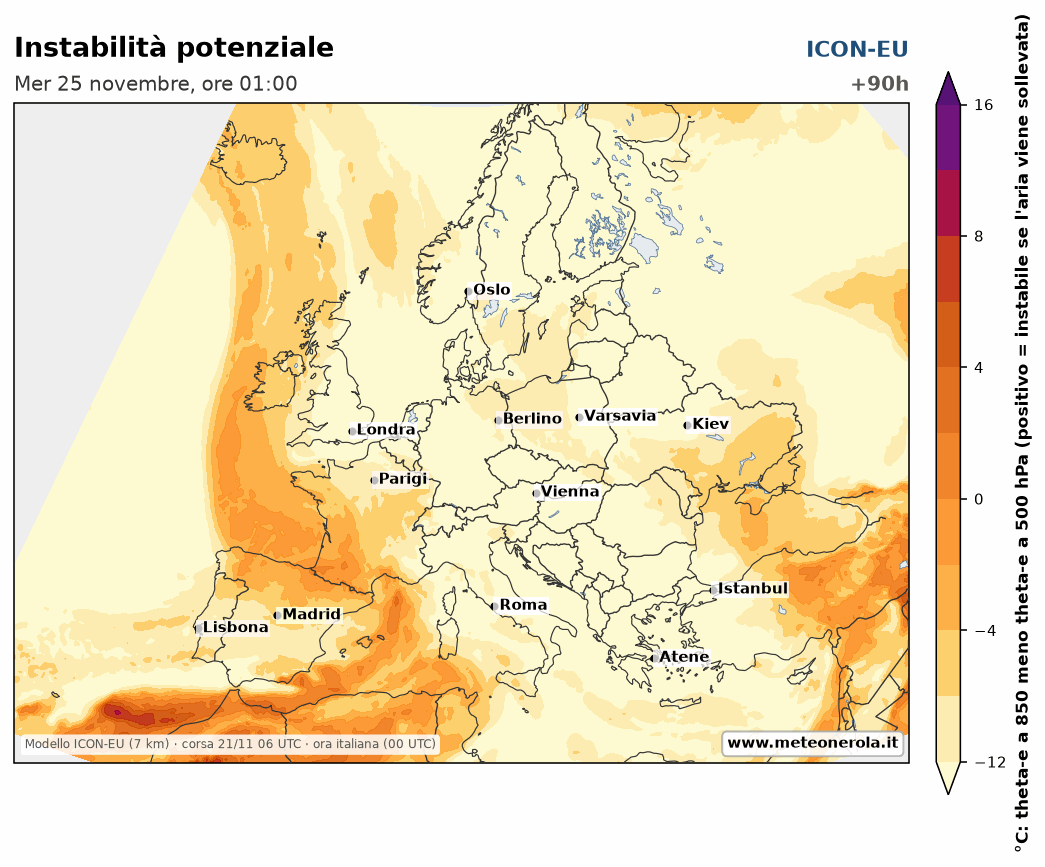 Instabilità potenziale
ICON-EU
Mer 25 novembre, ore 01:00
+90h
Oslo
Londra
Berlino
Varsavia
Kiev
Parigi
Vienna
Istanbul
Roma
Madrid
Lisbona
Atene
Modello ICON-EU (7 km) · corsa 21/11 06 UTC · ora italiana (00 UTC)
www.meteonerola.it
16
8
4
0
−4
−12
°C: theta-e a 850 meno theta-e a 500 hPa (positivo = instabile se l'aria viene sollevata)